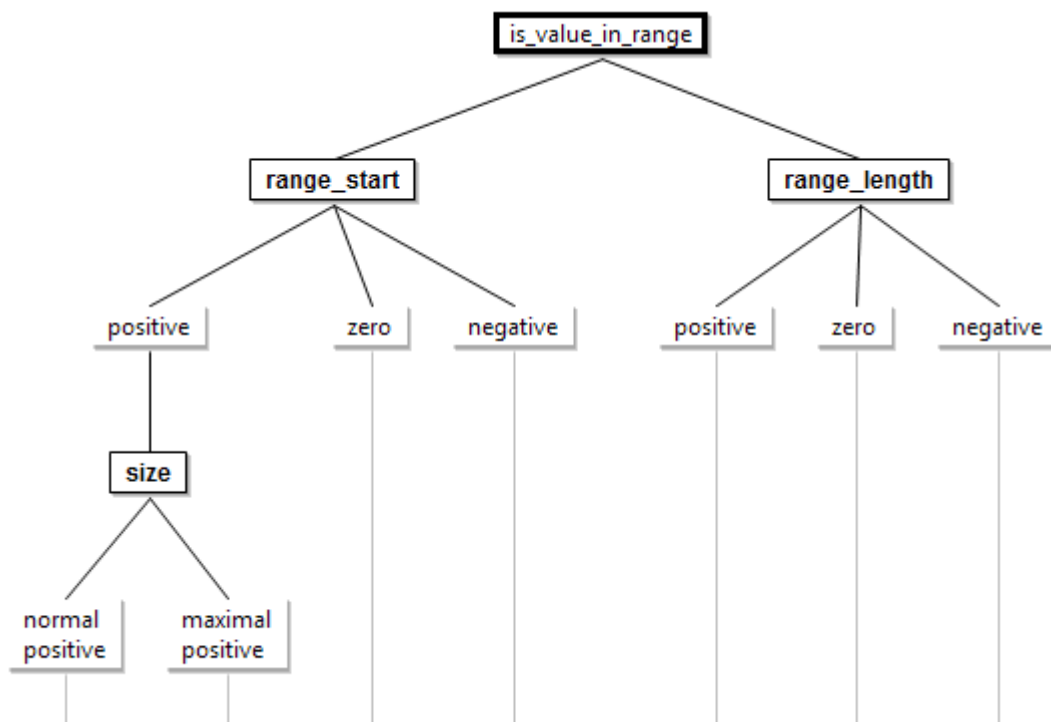 is_value_in_range
range_start
range_length
positive
zero
negative
positive
zero
negative
size
normal
positive
maximal
positive